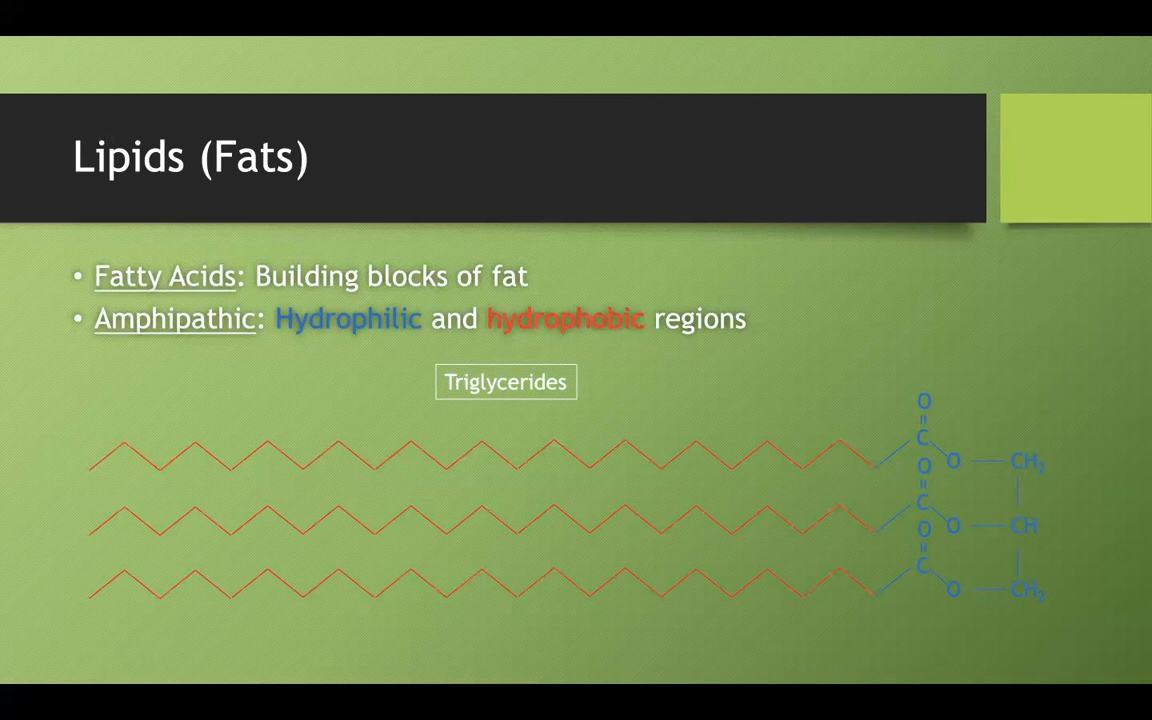 Lipids (Fats)
• Fatty Acids: Building blocks of fat
• Amphipathic: Hydrophilic and hydrophobic regions
Triglycerides
O
C
O O CH₂
C
O O CH
C
O CH₂